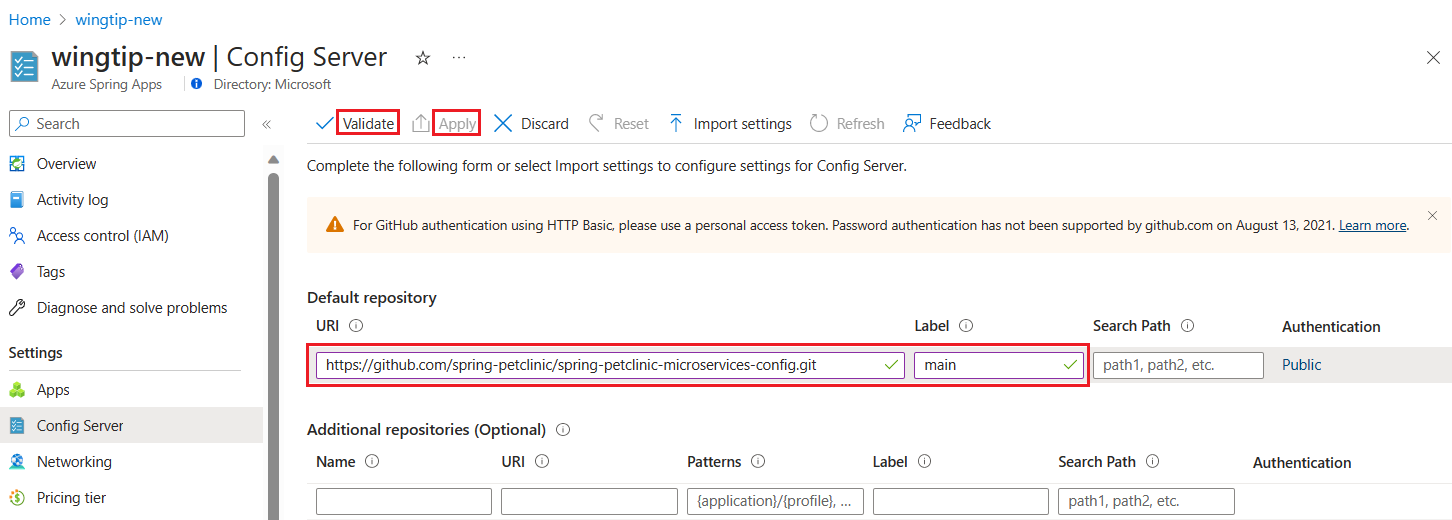 Home > wingtip-new
wingtip-new | Config Server
Azure Spring Apps Directory: Microsoft
Search
Overview
Activity log
Access control (IAM)
Tags
Diagnose and solve problems
Settings
Apps
Config Server
Networking
Pricing tier
Validate Apply Discard Reset Import settings Refresh Feedback
Complete the following form or select Import settings to configure settings for Config Server.
For GitHub authentication using HTTP Basic, please use a personal access token. Password authentication has not been supported by github.com on August 13, 2021. Learn more.
Default repository
URI Label Search Path Authentication
https://github.com/spring-petclinic/spring-petclinic-microservices-config.git main path1, path2, etc. Public
Additional repositories (Optional)
Name URI Patterns Label Search Path Authentication
{application}/{profile}, ... path1, path2, etc.